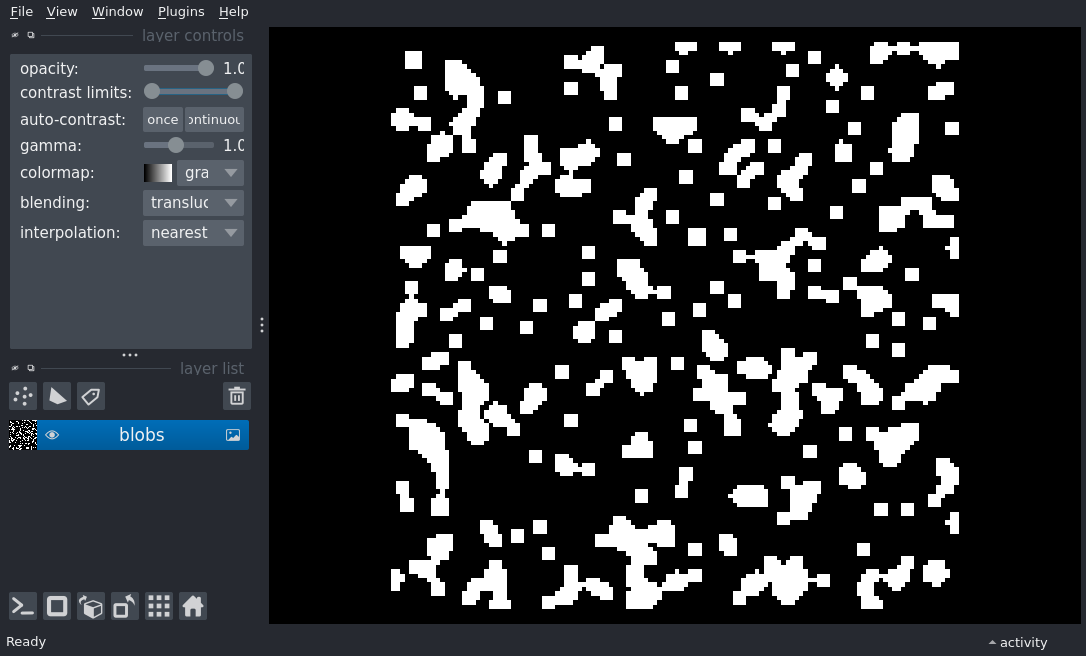 File View Window Plugins Help
layer controls
opacity: 1.0
contrast limits:
auto-contrast: once ontinuou
gamma: 1.0
colormap: gra
blending: transluc
interpolation: nearest
layer list
blobs
Ready
activity